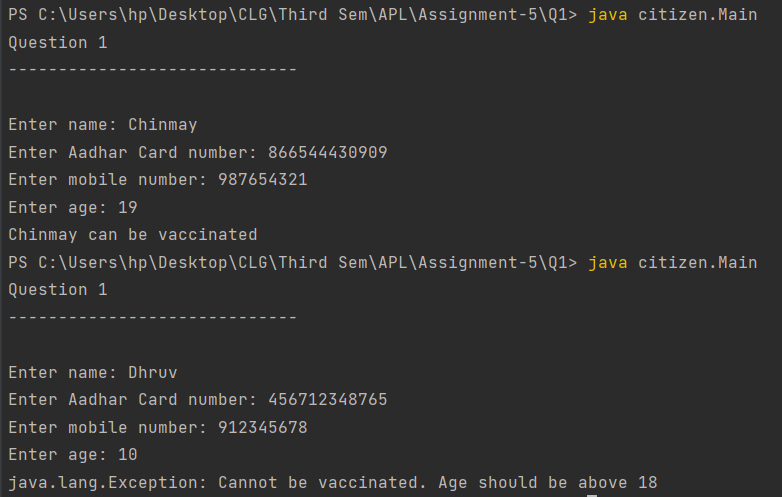 PS C:\Users\hp\Desktop\CLG\Third Sem\APL\Assignment-5\Q1> java citizen.Main
Question 1
-----------------------------
Enter name: Chinmay
Enter Aadhar Card number: 866544430909
Enter mobile number: 987654321
Enter age: 19
Chinmay can be vaccinated
PS C:\Users\hp\Desktop\CLG\Third Sem\APL\Assignment-5\Q1> java citizen.Main
Question 1
-----------------------------
Enter name: Dhruv
Enter Aadhar Card number: 456712348765
Enter mobile number: 912345678
Enter age: 10
java.lang.Exception: Cannot be vaccinated. Age should be above 18